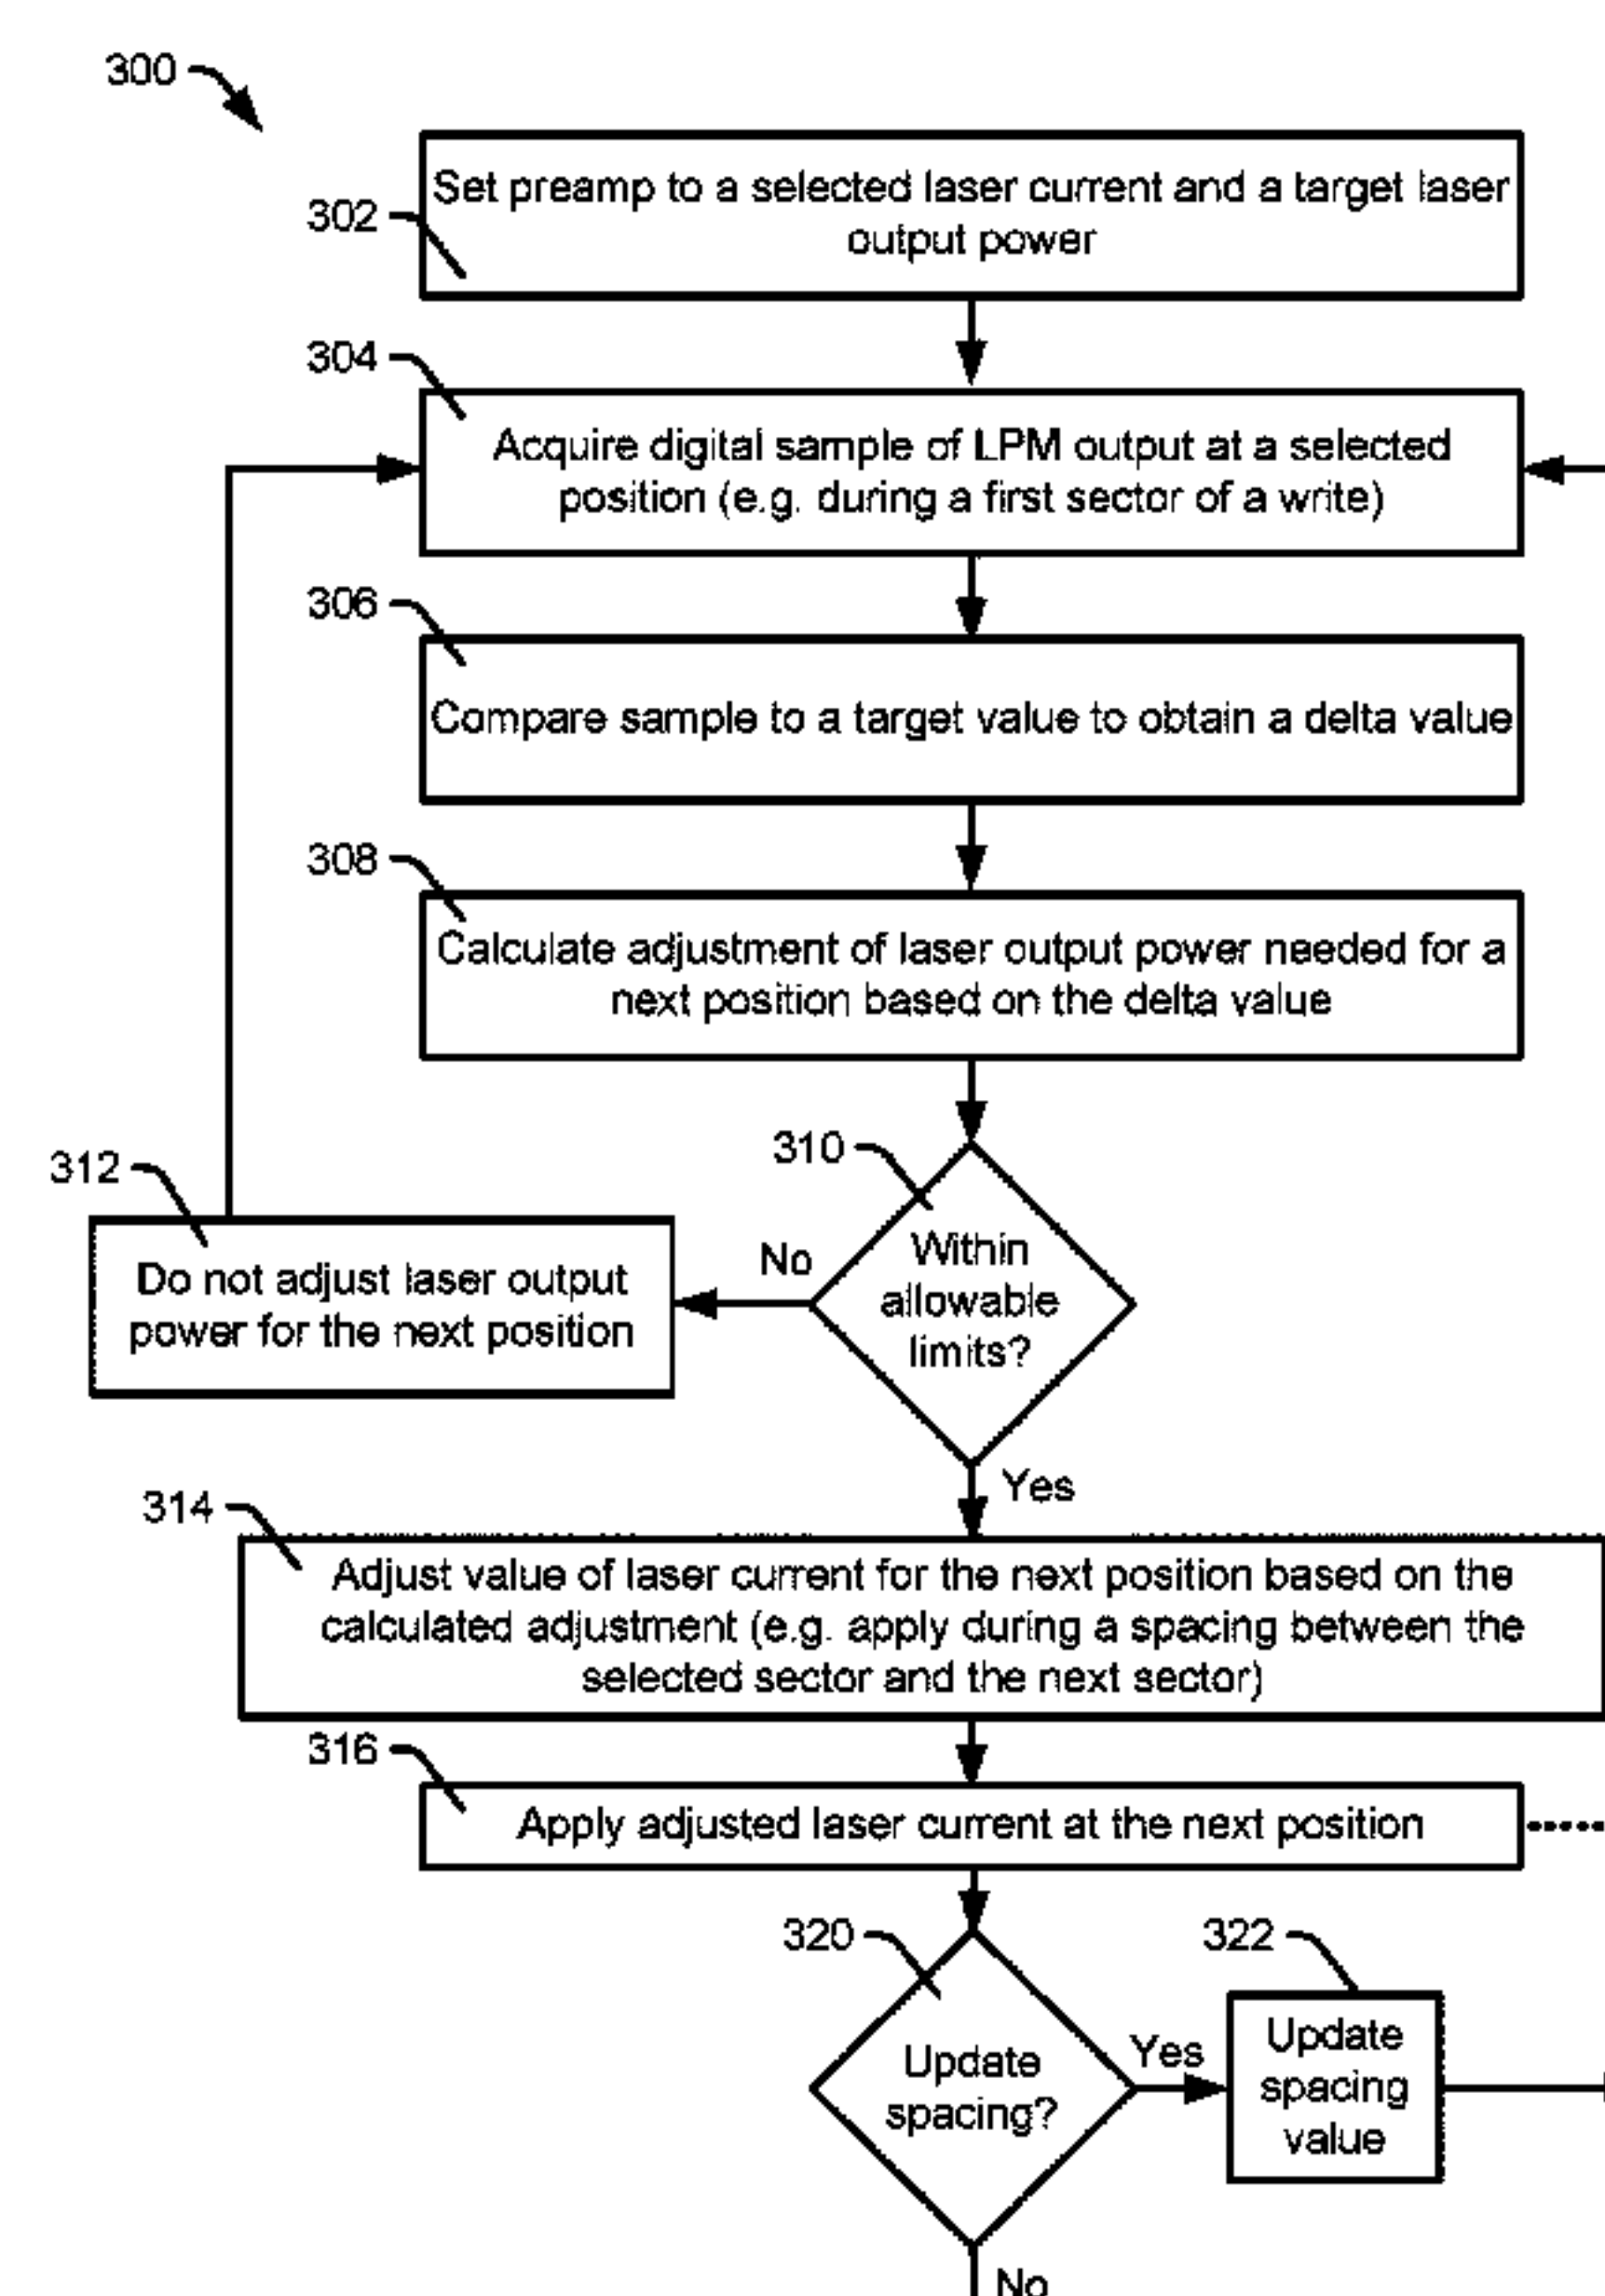 300
302
Set preamp to a selected laser current and a target laser
output power
304
Acquire digital sample of LPM output at a selected
position (e.g. during a first sector of a write)
306
Compare sample to a target value to obtain a delta value
308
Calculate adjustment of laser output power needed for a
next position based on the delta value
310
Within
allowable
limits?
No
312
Do not adjust laser output
power for the next position
Yes
314
Adjust value of laser current for the next position based on the
calculated adjustment (e.g. apply during a spacing between the
selected sector and the next sector)
316
Apply adjusted laser current at the next position
320
Update
spacing?
Yes
322
Update
spacing
value
No